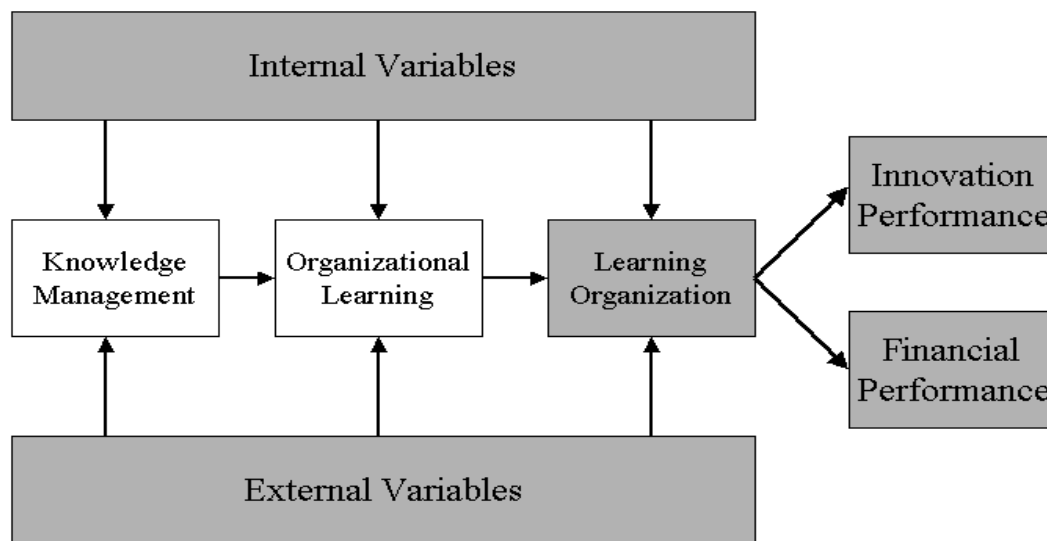 Internal Variables
Innovation
Performance
Knowledge
Management
Organizational
Learning
Learning
Organization
Financial
Performance
External Variables